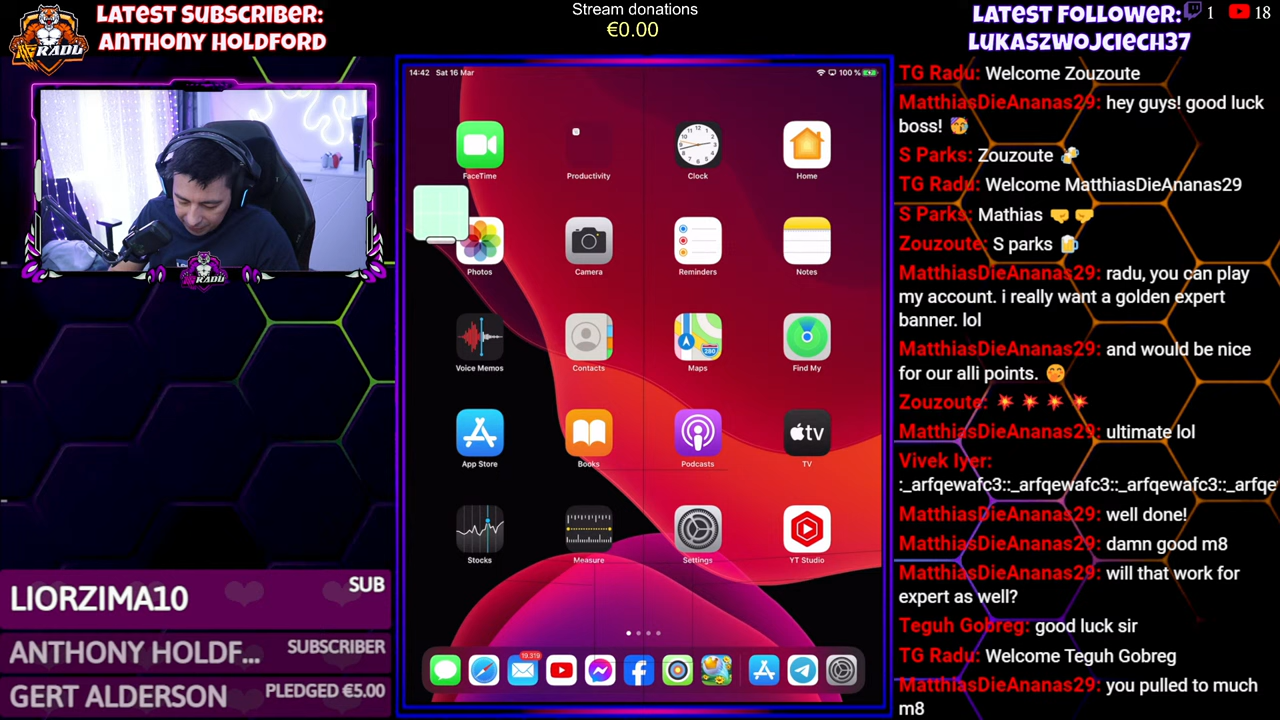 LATEST SUBSCRIBER:
ANTHONY HOLDFORD
Stream donations
€0.00
LATEST FOLLOWER:
LUKASZWOJCIECH37
1
18
RADU
14:42 Sat 16 Mar
100 %
FaceTime
Productivity
Clock
Home
Photos
Camera
Reminders
Notes
Voice Memos
Contacts
Maps
Find My
App Store
Books
Podcasts
tv
TV
Stocks
Measure
Settings
YT Studio
19,319
RADU
LIORZIMA10
SUB
ANTHONY HOLDF...
SUBSCRIBER
GERT ALDERSON
PLEDGED €5.00
TG Radu: Welcome Zouzoute
MatthiasDieAnanas29: hey guys! good luck
boss! 🥳
S Parks: Zouzoute 🍻
TG Radu: Welcome MatthiasDieAnanas29
S Parks: Mathias 🤜🤛
Zouzoute: S parks 🍺
MatthiasDieAnanas29: radu, you can play
my account. i really want a golden expert
banner. lol
MatthiasDieAnanas29: and would be nice
for our alli points. 🤭
Zouzoute: 💥 💥 💥 💥
MatthiasDieAnanas29: ultimate lol
Vivek Iyer:
:_arfqewafc3::_arfqewafc3::_arfqewafc3::_arfqe
MatthiasDieAnanas29: well done!
MatthiasDieAnanas29: damn good m8
MatthiasDieAnanas29: will that work for
expert as well?
Teguh Gobreg: good luck sir
TG Radu: Welcome Teguh Gobreg
MatthiasDieAnanas29: you pulled to much
m8